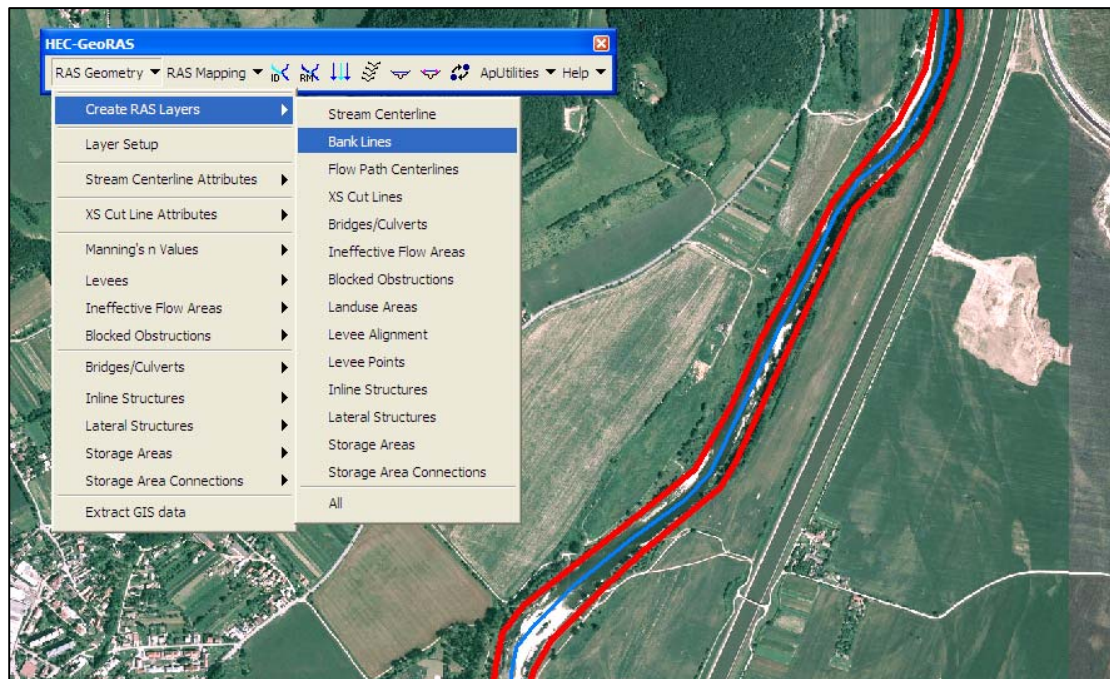 HEC-GeoRAS
RAS Geometry RAS Mapping ID RM ApUtilities Help
Create RAS Layers
Layer Setup
Stream Centerline Attributes
XS Cut Line Attributes
Manning's n Values
Levees
Ineffective Flow Areas
Blocked Obstructions
Bridges/Culverts
Inline Structures
Lateral Structures
Storage Areas
Storage Area Connections
Extract GIS data
Stream Centerline
Bank Lines
Flow Path Centerlines
XS Cut Lines
Bridges/Culverts
Ineffective Flow Areas
Blocked Obstructions
Landuse Areas
Levee Alignment
Levee Points
Inline Structures
Lateral Structures
Storage Areas
Storage Area Connections
All